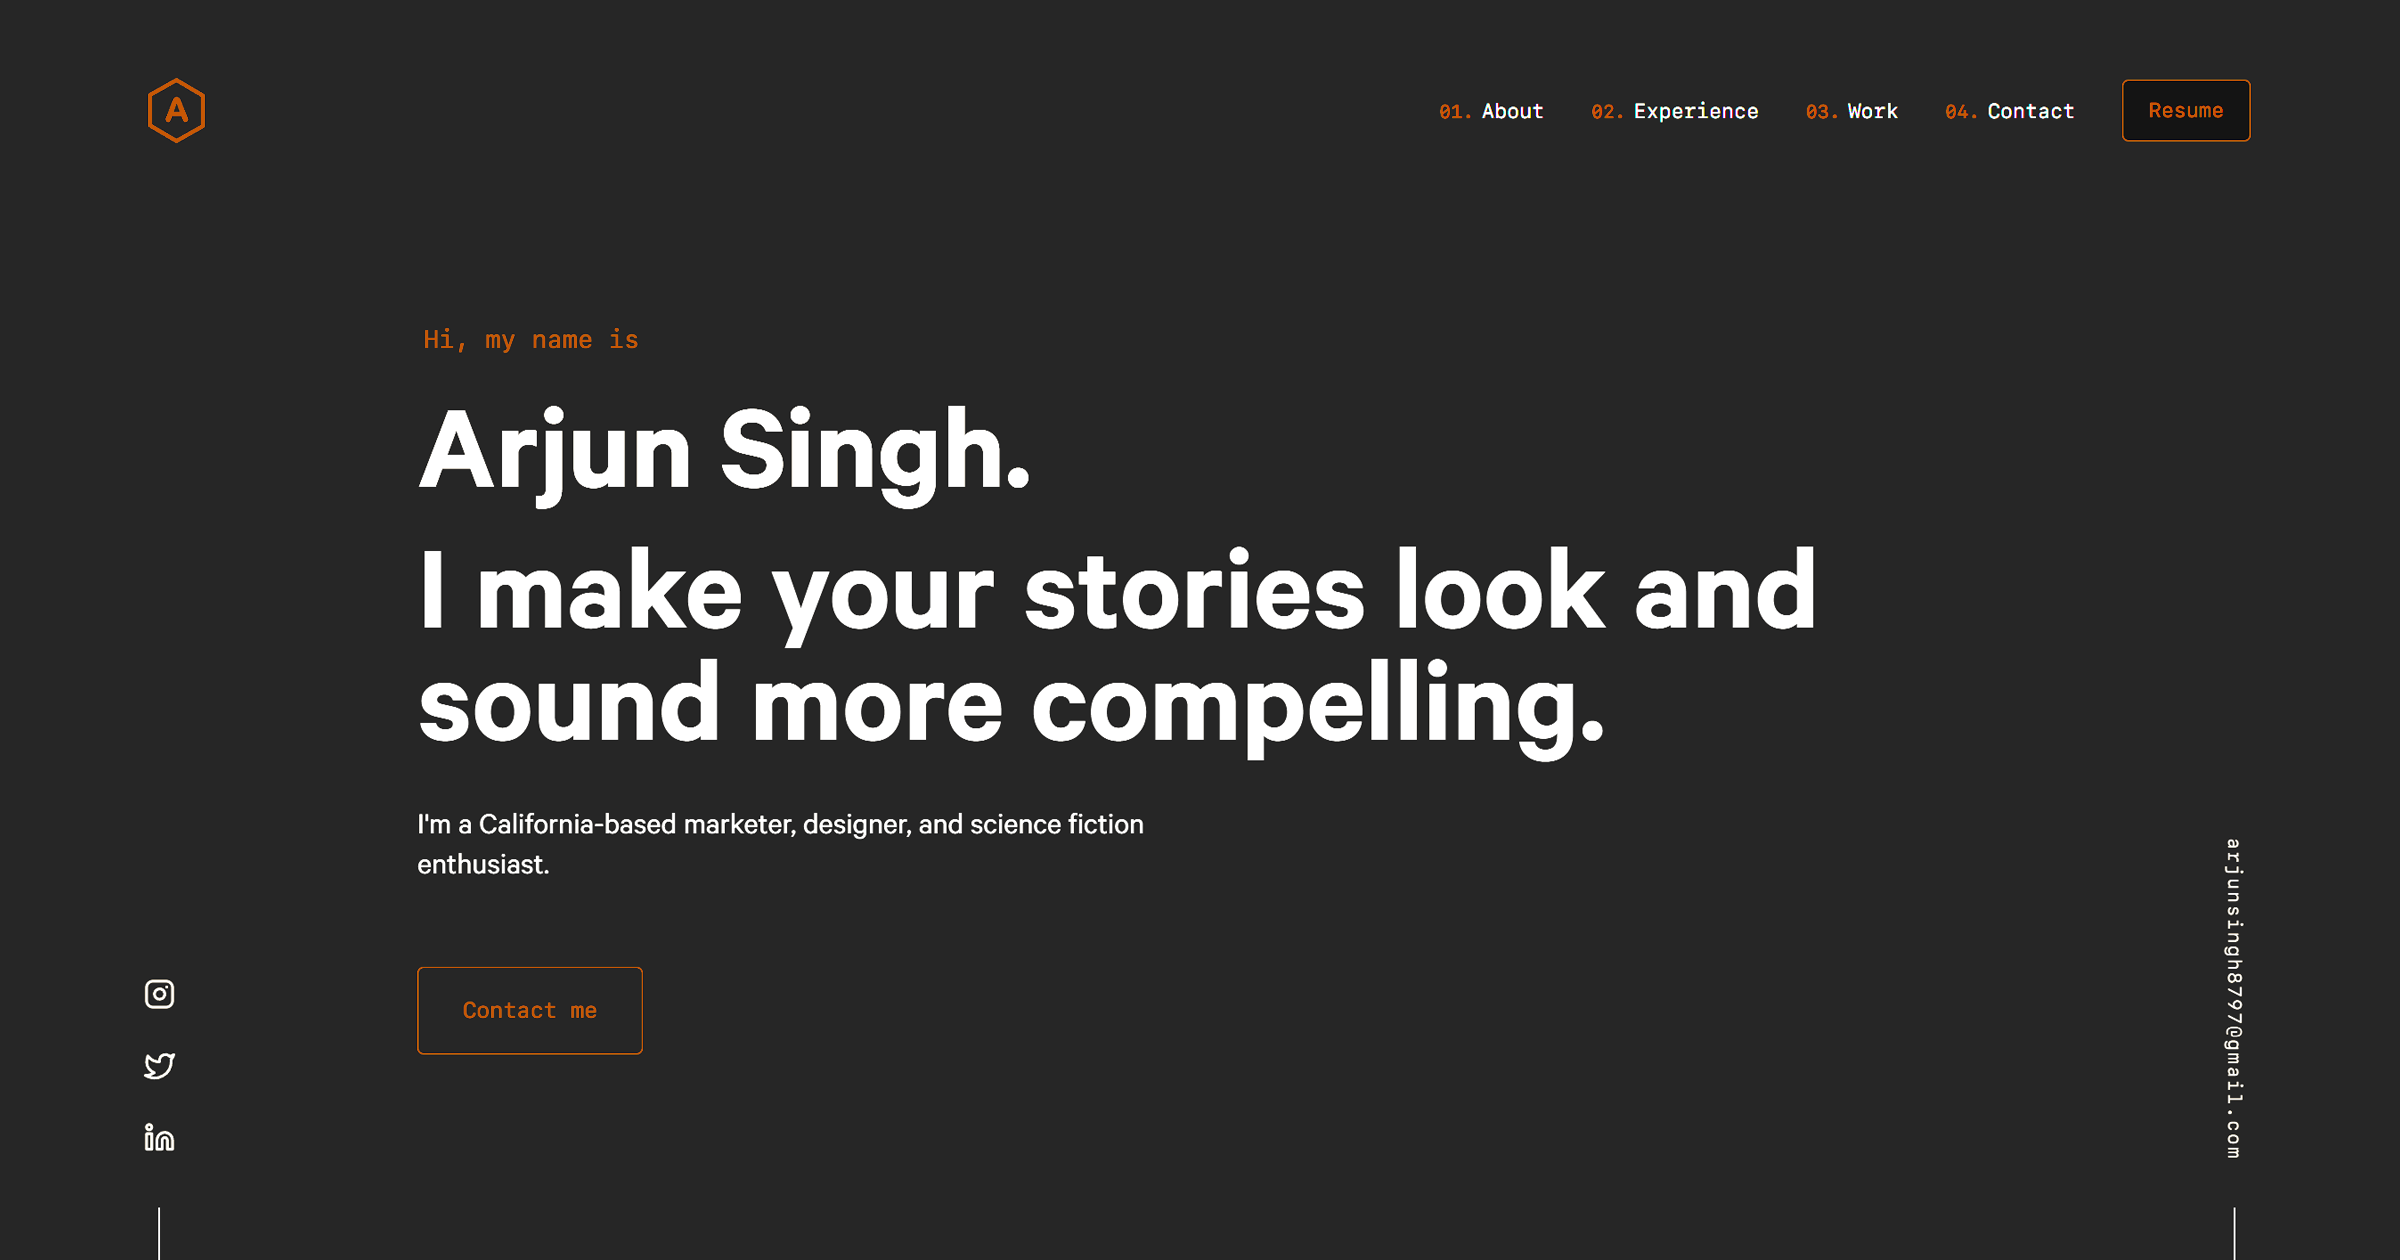 A
01. About 02. Experience 03. Work 04. Contact Resume
Hi, my name is
Arjun Singh.
I make your stories look and
sound more compelling.
I'm a California-based marketer, designer, and science fiction
enthusiast.
Contact me
arjunsingh8797@gmail.com